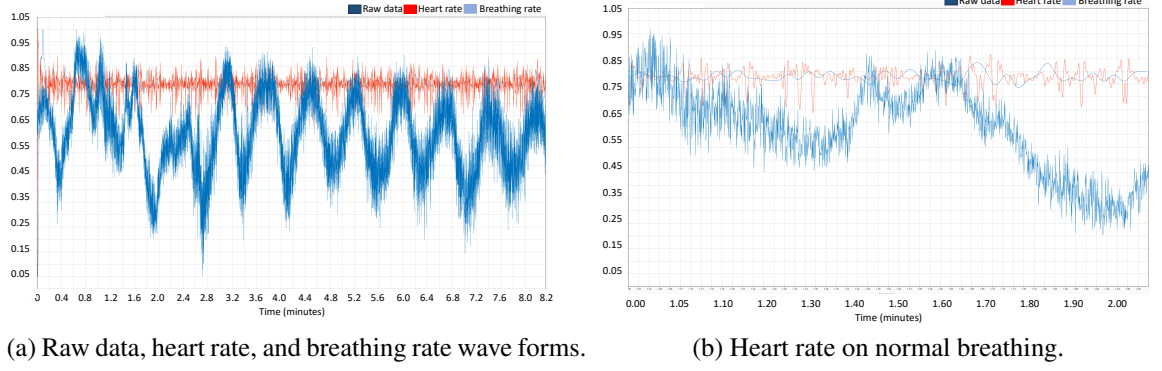 Raw data Heart rate Breathing rate
1.05
0.95
0.85
0.75
0.65
0.55
0.45
0.35
0.25
0.15
0.05
0 0.4 0.8 1.2 1.6 2.0 2.4 2.8 3.2 3.6 4.0 4.4 4.8 5.2 5.6 6.0 6.4 6.8 7.2 7.6 8.0 8.2
Time (minutes)
(a) Raw data, heart rate, and breathing rate wave forms.
Raw data Heart rate Breathing rate
1.05
0.95
0.85
0.75
0.65
0.55
0.45
0.35
0.25
0.15
0.05
0.00 1.05 1.10 1.20 1.30 1.40 1.60 1.70 1.80 1.90 2.00
Time (minutes)
(b) Heart rate on normal breathing.